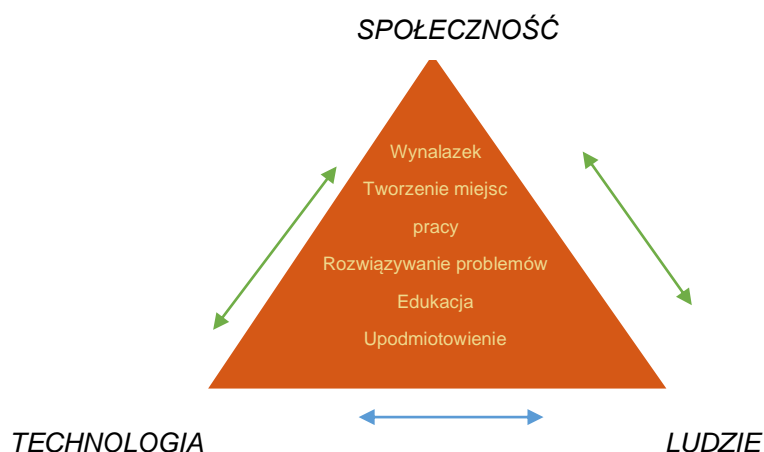 SPOŁECZNOŚĆ
Wynalazek
Tworzenie miejsc
pracy
Rozwiązywanie problemów
Edukacja
Upodmiotowienie
TECHNOLOGIA
LUDZIE